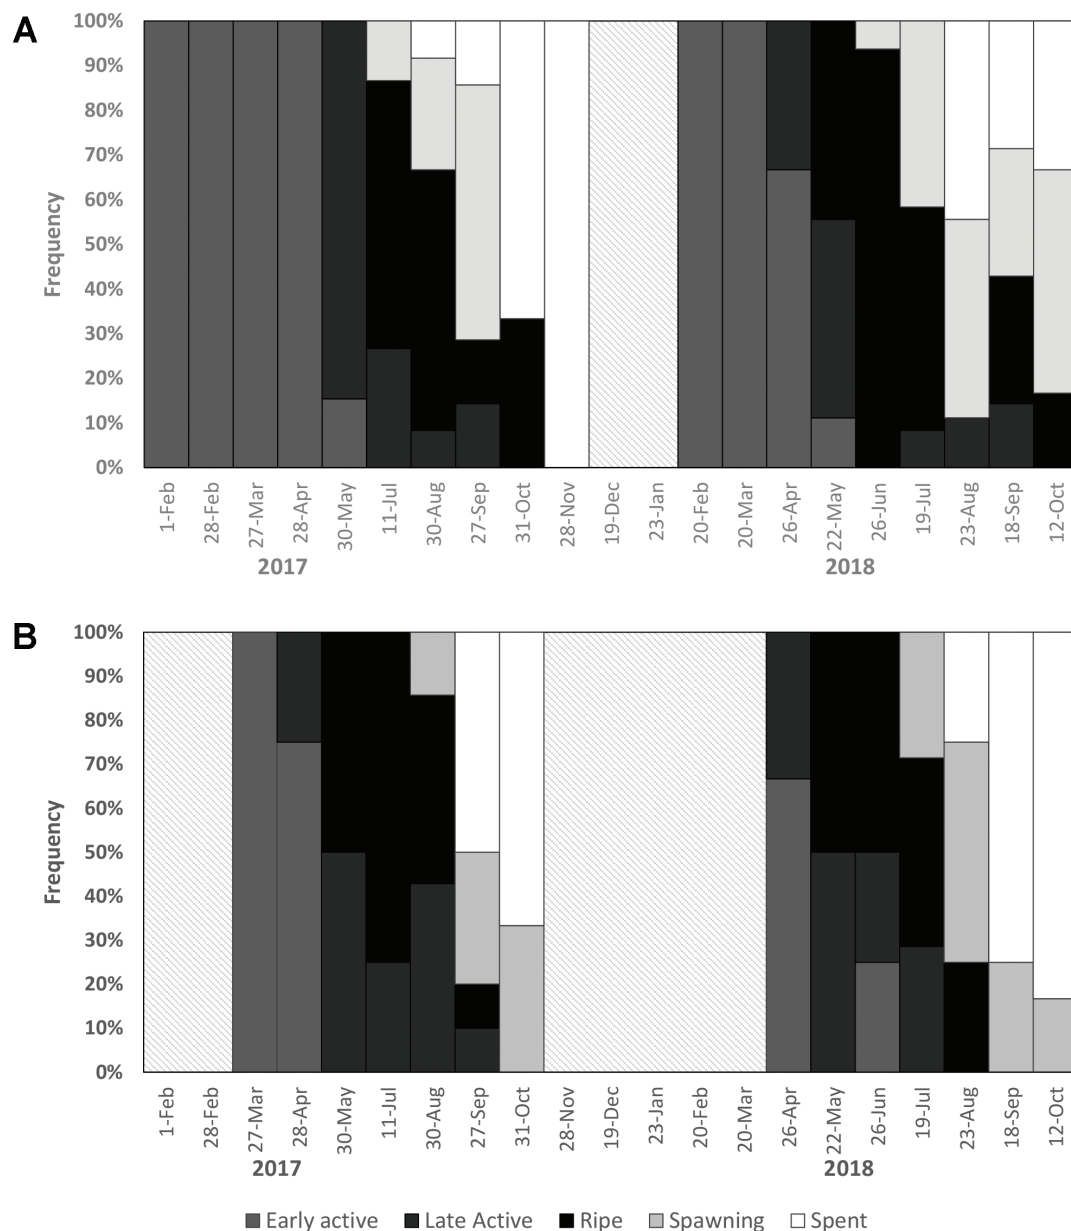 A
100%
90%
80%
70%
60%
50%
40%
30%
20%
10%
0%
Frequency
1-Feb
28-Feb
27-Mar
28-Apr
30-May
11-Jul
30-Aug
27-Sep
31-Oct
28-Nov
19-Dec
23-Jan
20-Feb
20-Mar
26-Apr
22-May
26-Jun
19-Jul
23-Aug
18-Sep
12-Oct
2017 2018
B
100%
90%
80%
70%
60%
50%
40%
30%
20%
10%
0%
Frequency
1-Feb
28-Feb
27-Mar
28-Apr
30-May
11-Jul
30-Aug
27-Sep
31-Oct
28-Nov
19-Dec
23-Jan
20-Feb
20-Mar
26-Apr
22-May
26-Jun
19-Jul
23-Aug
18-Sep
12-Oct
2017 2018
Early active Late Active Ripe Spawning Spent